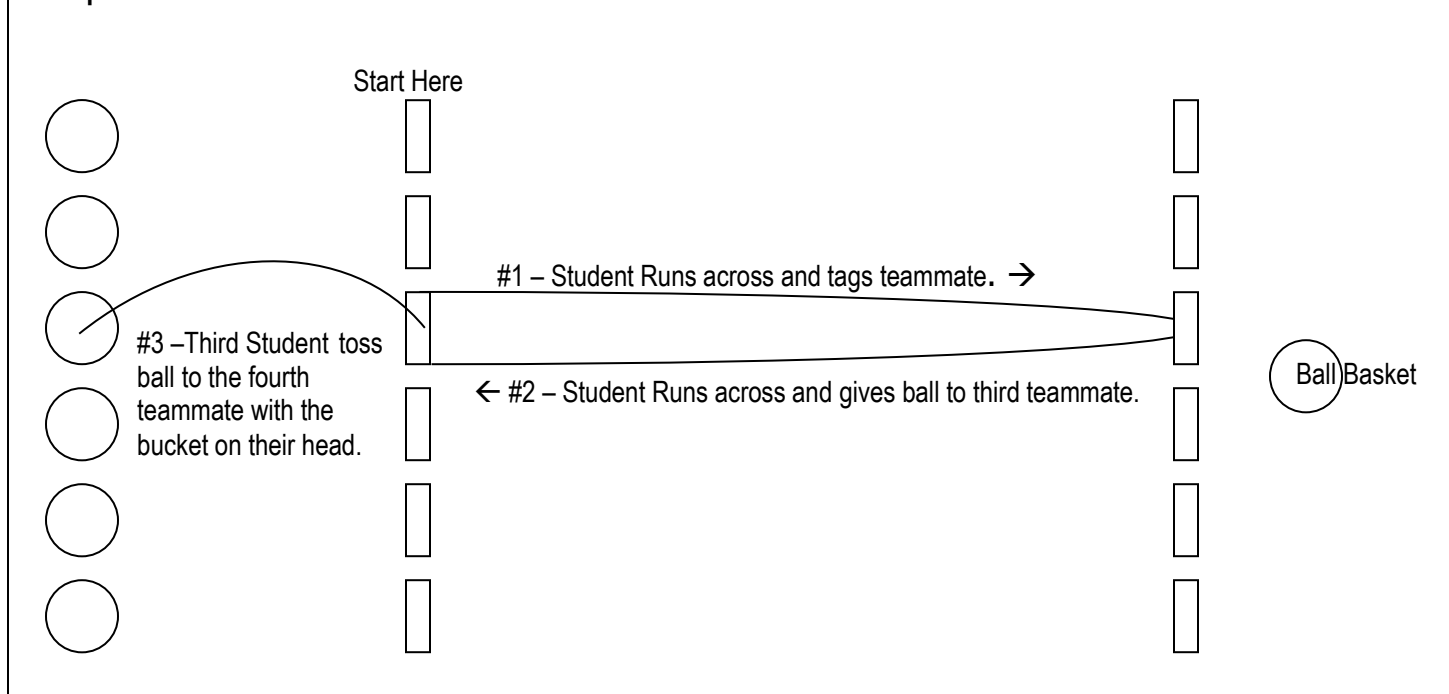 Start Here
#1 – Student Runs across and tags teammate. →
#3 –Third Student toss
ball to the fourth
teammate with the
bucket on their head.
← #2 – Student Runs across and gives ball to third teammate.
Ball Basket